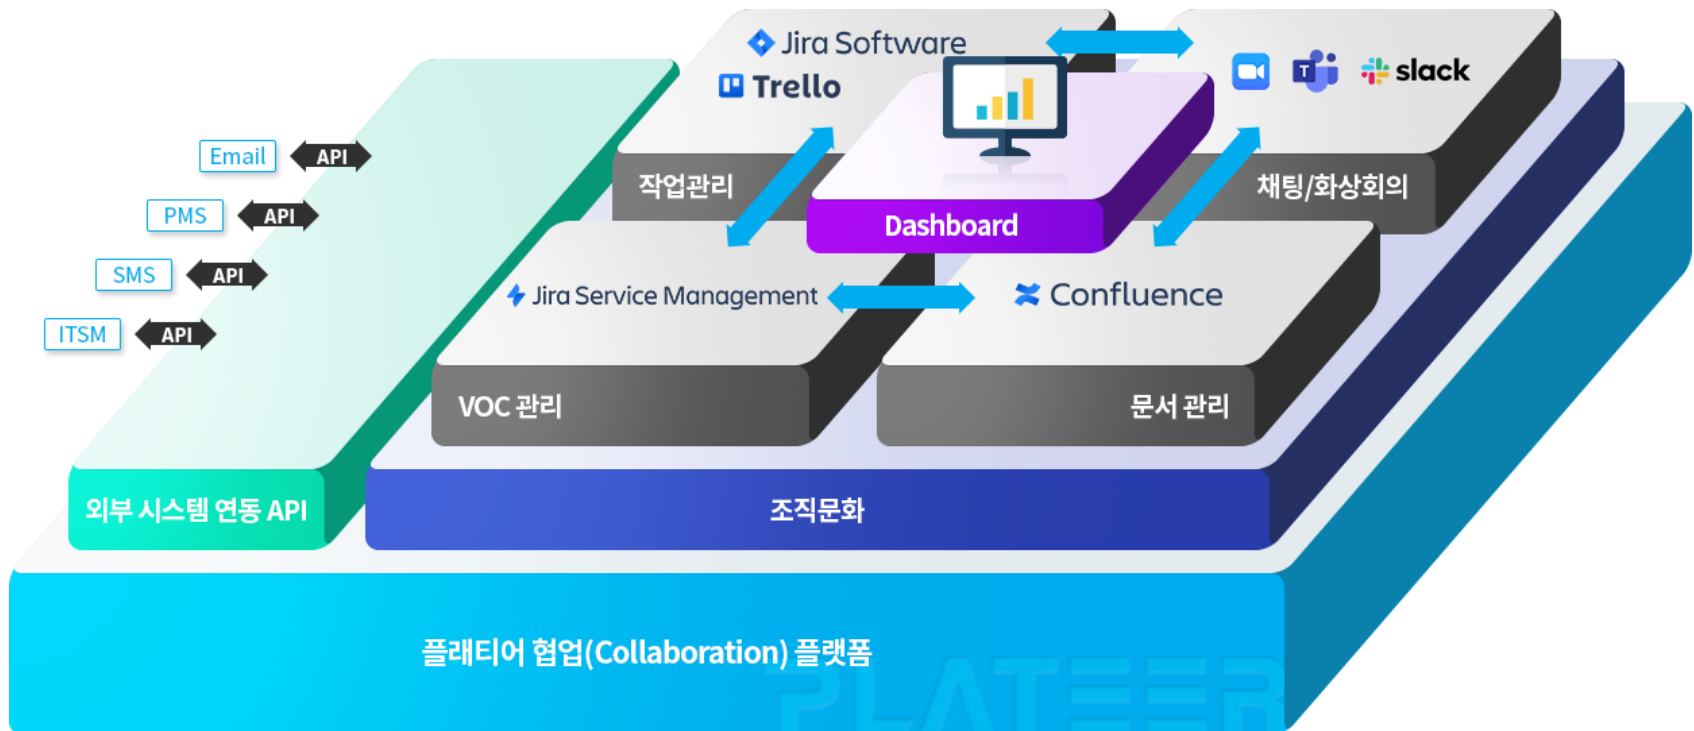 Jira Software
Trello
slack
Email
API
작업관리
채팅/화상회의
PMS
API
Dashboard
SMS
API
Jira Service Management
Confluence
ITSM
API
VOC 관리
문서 관리
외부 시스템 연동 API
조직문화
플래티어 협업(Collaboration) 플랫폼
PLATEER